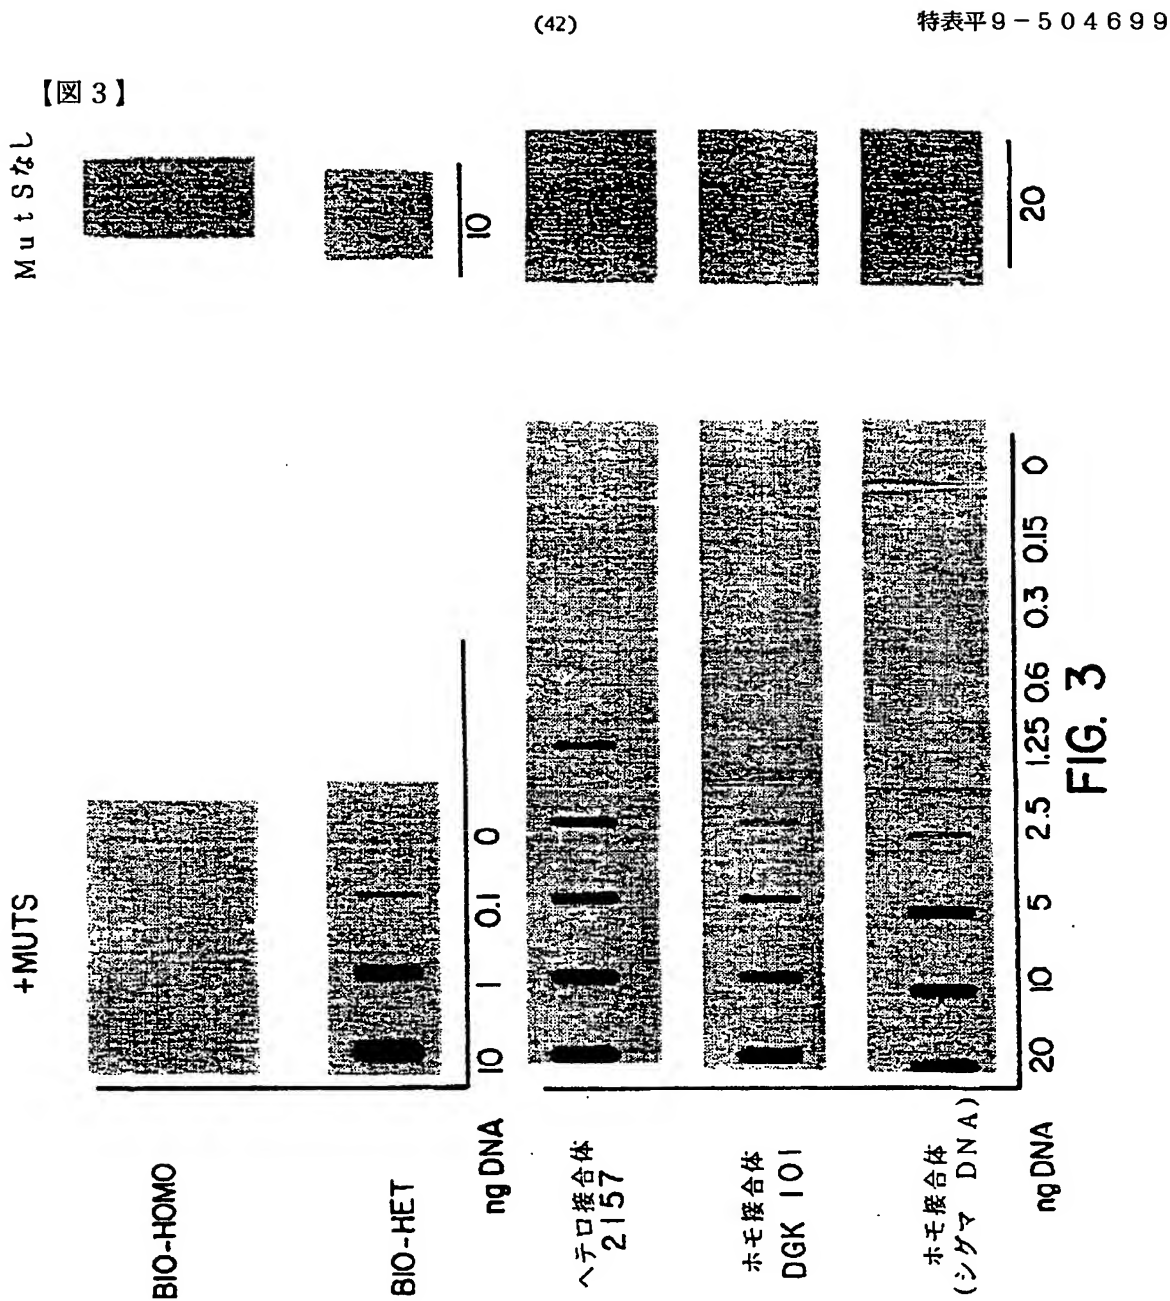 (42)
特表平9-504699
【図3】
MutSなし
+MUTS
BIO-HOMO
BIO-HET
ng DNA
10 1 0.1 0
10
ヘテロ接合体
2157
ホモ接合体
DGK 101
ホモ接合体
(シグマ DNA)
ng DNA
20 10 5 2.5 1.25 0.6 0.3 0.15 0
20
FIG. 3